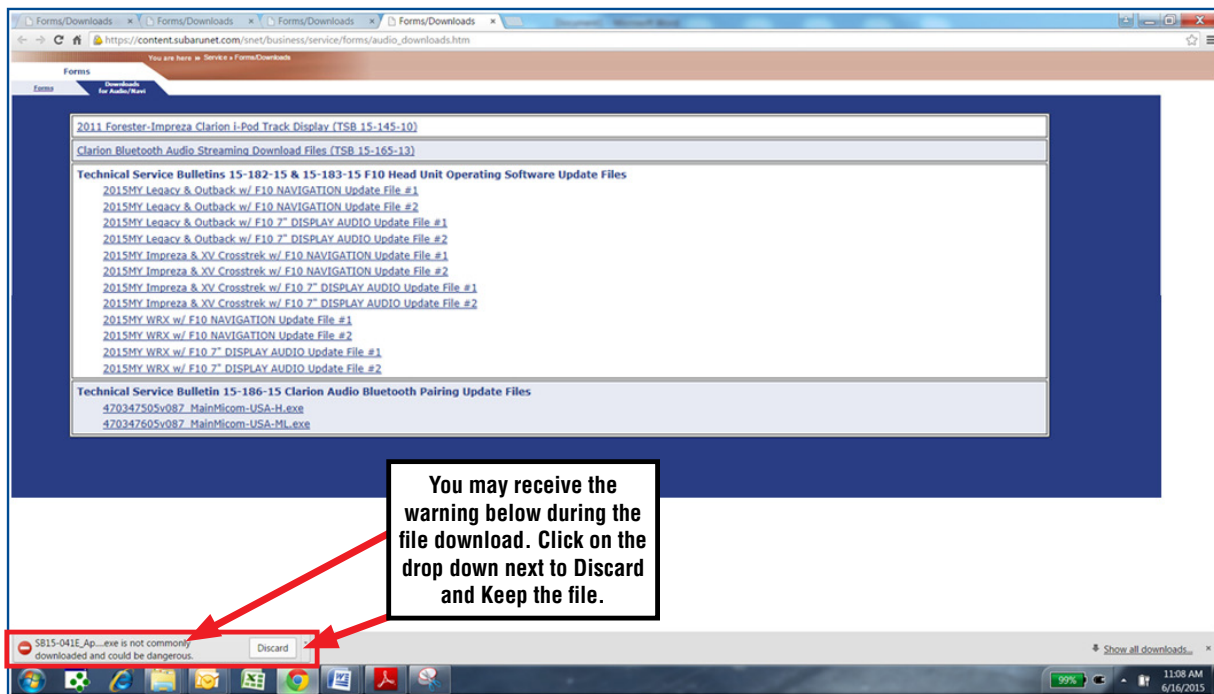 Forms/Downloads
Forms/Downloads
Forms/Downloads
Forms/Downloads
https://content.subarunet.com/snet/business/service/forms/audio_downloads.htm
You are here » Service » Forms/Downloads
Forms
Forms
Downloads
for Audio/Navi
2011 Forester-Impreza Clarion i-Pod Track Display (TSB 15-145-10)
Clarion Bluetooth Audio Streaming Download Files (TSB 15-165-13)
Technical Service Bulletins 15-182-15 & 15-183-15 F10 Head Unit Operating Software Update Files
2015MY Legacy & Outback w/ F10 NAVIGATION Update File #1
2015MY Legacy & Outback w/ F10 NAVIGATION Update File #2
2015MY Legacy & Outback w/ F10 7" DISPLAY AUDIO Update File #1
2015MY Legacy & Outback w/ F10 7" DISPLAY AUDIO Update File #2
2015MY Impreza & XV Crosstrek w/ F10 NAVIGATION Update File #1
2015MY Impreza & XV Crosstrek w/ F10 NAVIGATION Update File #2
2015MY Impreza & XV Crosstrek w/ F10 7" DISPLAY AUDIO Update File #1
2015MY Impreza & XV Crosstrek w/ F10 7" DISPLAY AUDIO Update File #2
2015MY WRX w/ F10 NAVIGATION Update File #1
2015MY WRX w/ F10 NAVIGATION Update File #2
2015MY WRX w/ F10 7" DISPLAY AUDIO Update File #1
2015MY WRX w/ F10 7" DISPLAY AUDIO Update File #2
Technical Service Bulletin 15-186-15 Clarion Audio Bluetooth Pairing Update Files
470347505v087_MainMicom-USA-H.exe
470347605v087_MainMicom-USA-ML.exe
You may receive the
warning below during the
file download. Click on the
drop down next to Discard
and Keep the file.
SB15-041E_Ap....exe is not commonly
downloaded and could be dangerous.
Discard
Show all downloads...
99%
11:08 AM
6/16/2015